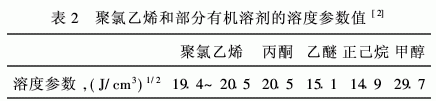 表 2 聚氯乙烯和部分有机溶剂的溶度参数值 [2]
聚氯乙烯 丙酮 乙醚 正己烷 甲醇
溶度参数 ,( J/ cm3) 1/ 2 19. 4~ 20. 5 20. 5 15. 1 14. 9 29. 7